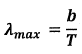 λmax = b/T